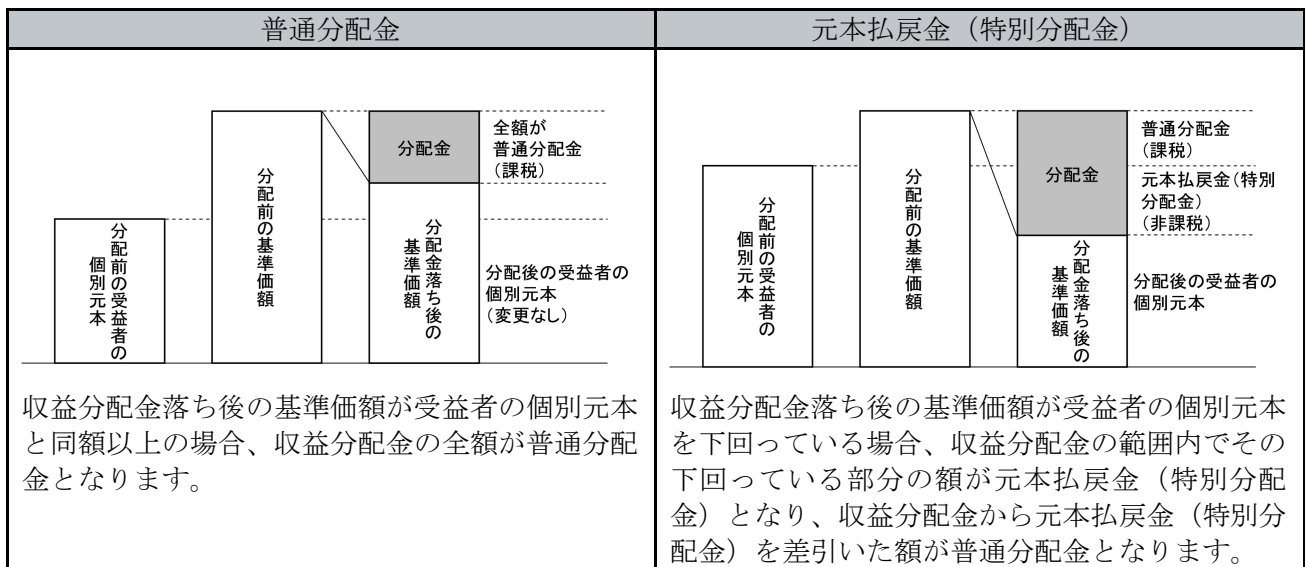 普通分配金
元本払戻金（特別分配金）
分配前の受益者の
個別元本
分配前の基準価額
分配金
分配金落ち後の
基準価額
全額が
普通分配金
（課税）
分配後の受益者の
個別元本
（変更なし）
収益分配金落ち後の基準価額が受益者の個別元本
と同額以上の場合、収益分配金の全額が普通分配
金となります。
分配前の受益者の
個別元本
分配前の基準価額
分配金
分配金落ち後の
基準価額
普通分配金
（課税）
元本払戻金（特別
分配金）
（非課税）
分配後の受益者の
個別元本
収益分配金落ち後の基準価額が受益者の個別元本
を下回っている場合、収益分配金の範囲内でその
下回っている部分の額が元本払戻金（特別分配
金）となり、収益分配金から元本払戻金（特別分
配金）を差引いた額が普通分配金となります。